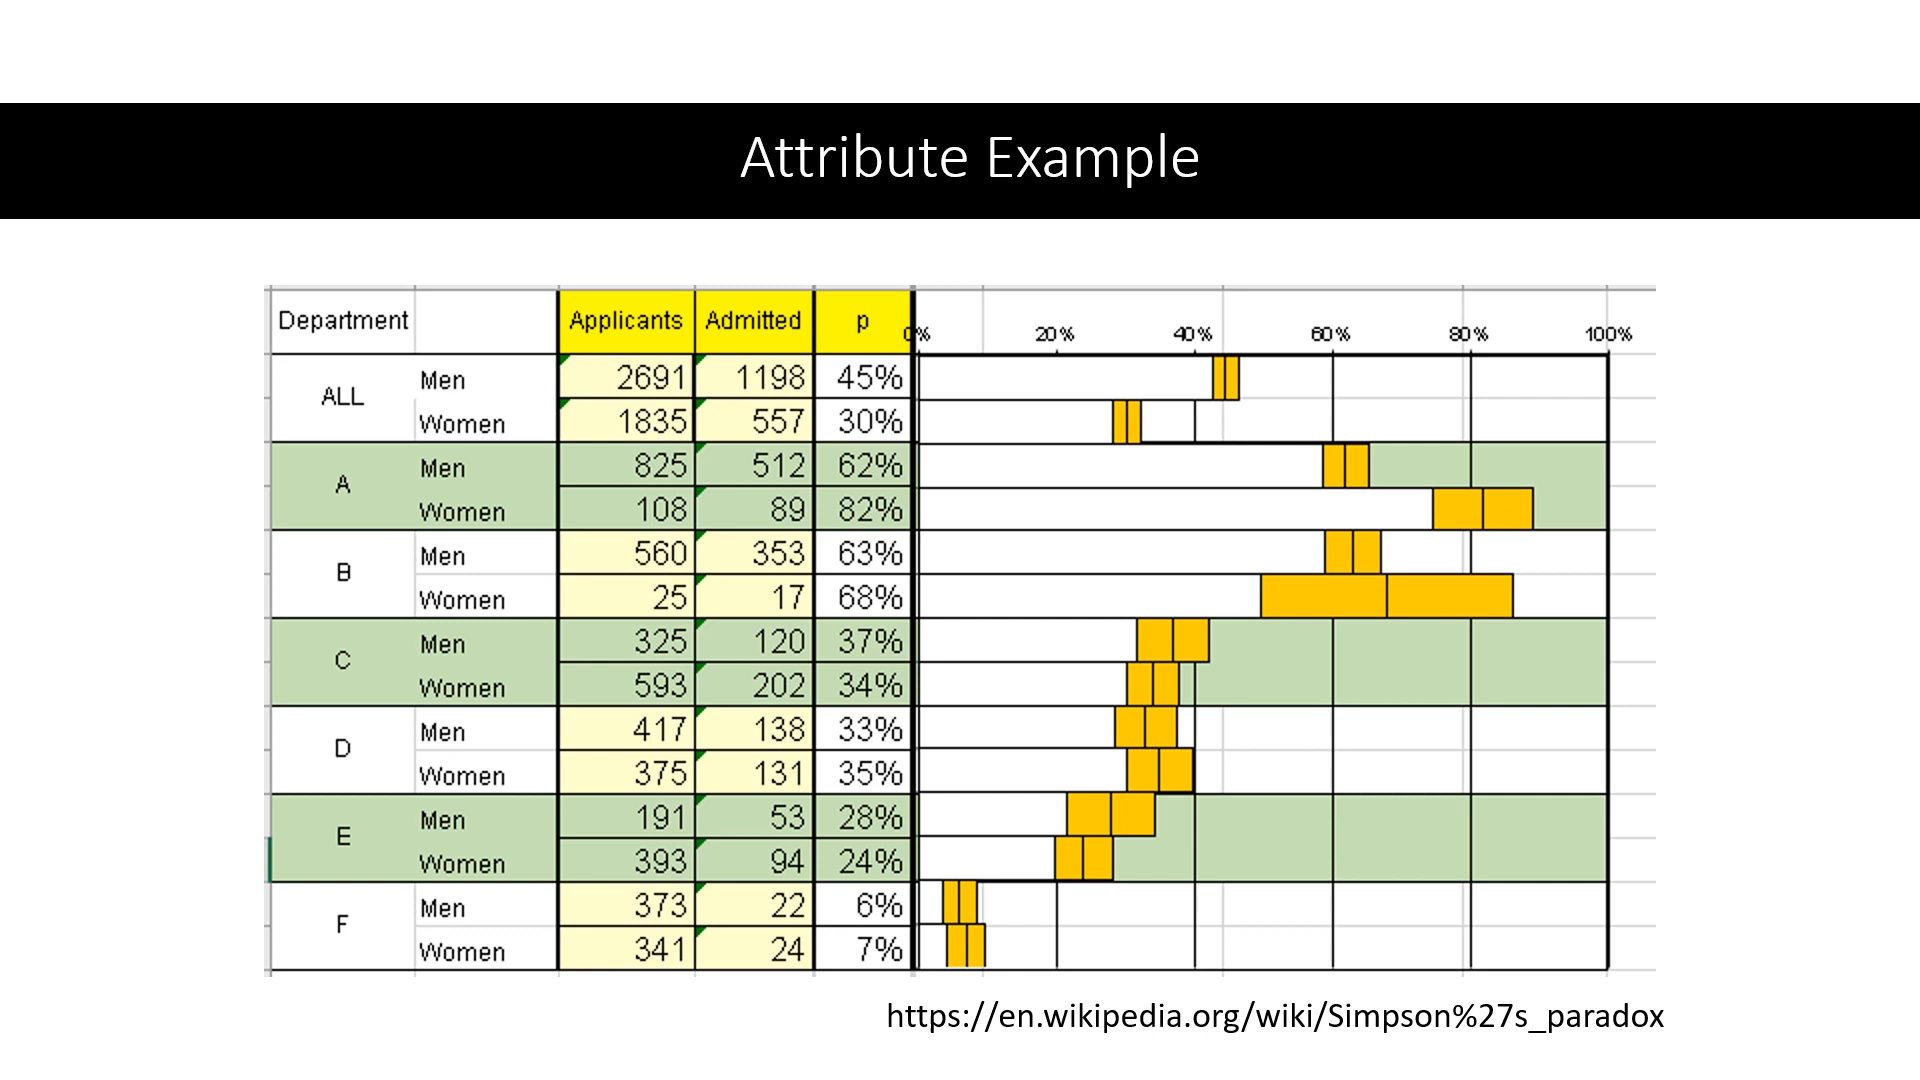 Attribute Example
Department Applicants Admitted p 0% 20% 40% 60% 80% 100%
ALL Men 2691 1198 45%
Women 1835 557 30%
A Men 825 512 62%
Women 108 89 82%
B Men 560 353 63%
Women 25 17 68%
C Men 325 120 37%
Women 593 202 34%
D Men 417 138 33%
Women 375 131 35%
E Men 191 53 28%
Women 393 94 24%
F Men 373 22 6%
Women 341 24 7%
https://en.wikipedia.org/wiki/Simpson%27s_paradox